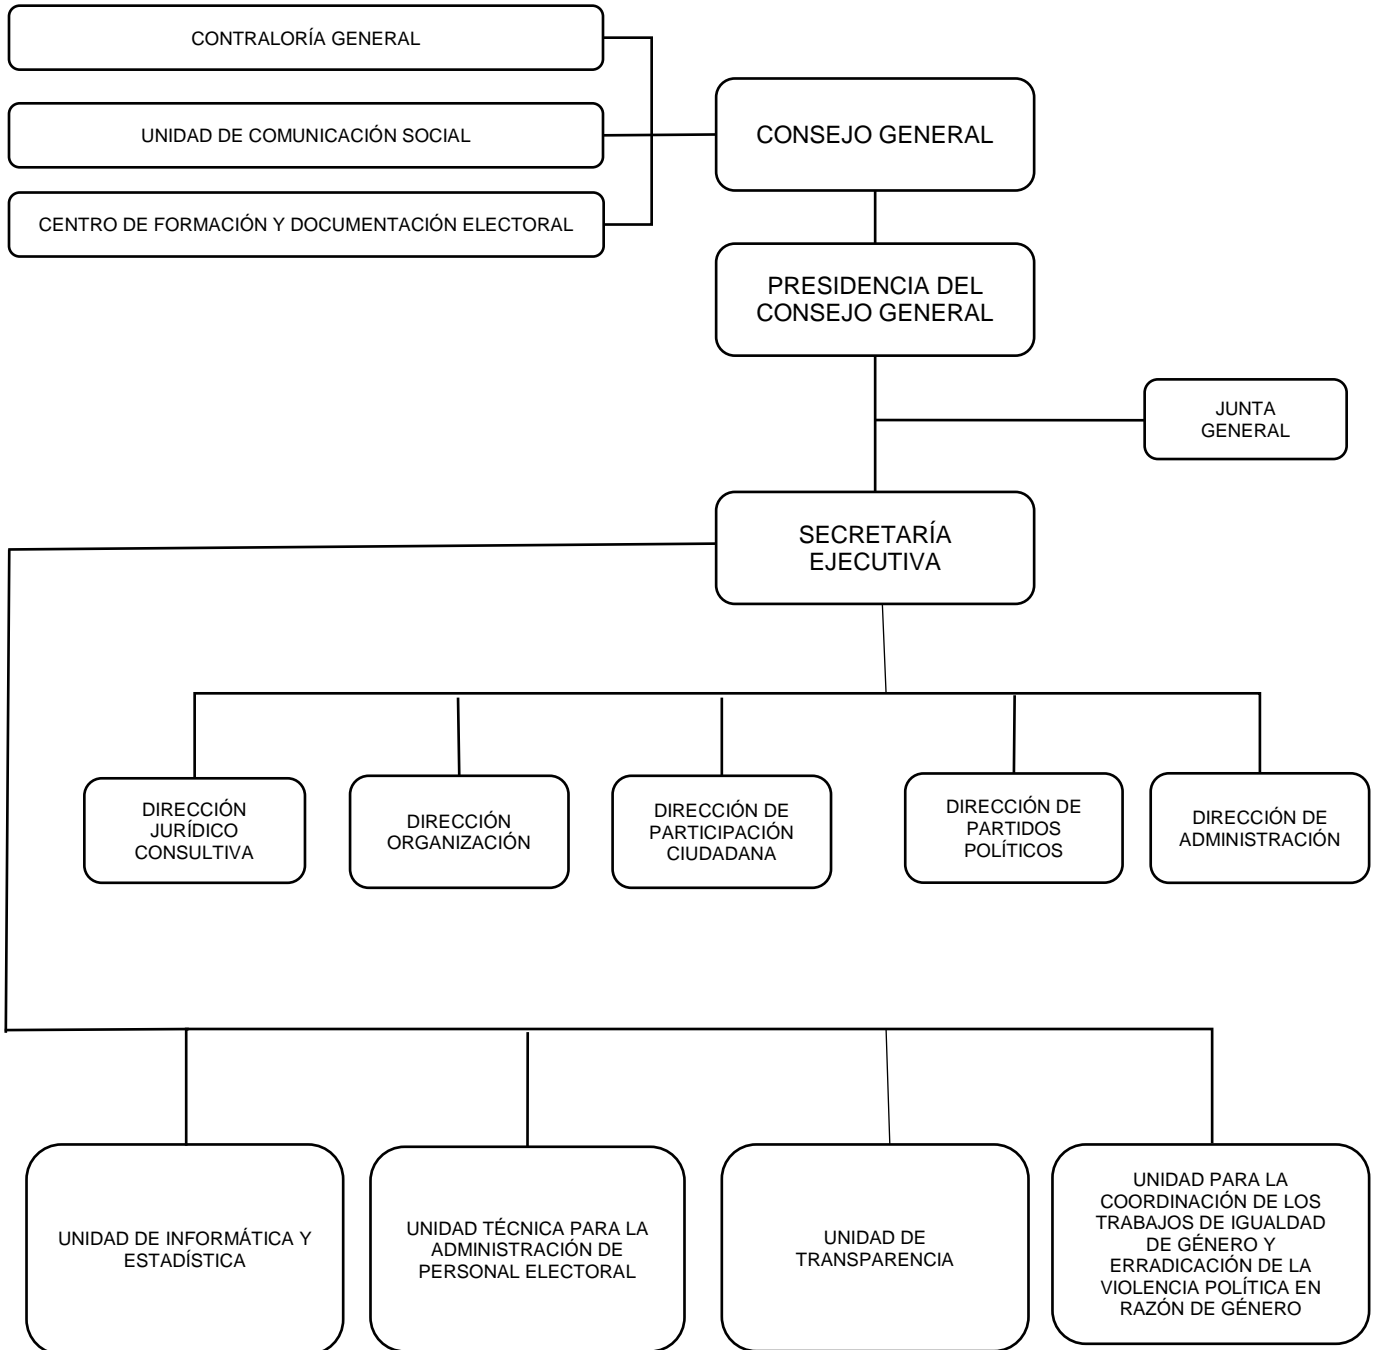 CONTRALORÍA GENERAL
UNIDAD DE COMUNICACIÓN SOCIAL
CENTRO DE FORMACIÓN Y DOCUMENTACIÓN ELECTORAL
CONSEJO GENERAL
PRESIDENCIA DEL
CONSEJO GENERAL
JUNTA
GENERAL
SECRETARÍA
EJECUTIVA
DIRECCIÓN
JURÍDICO
CONSULTIVA
DIRECCIÓN
ORGANIZACIÓN
DIRECCIÓN DE
PARTICIPACIÓN
CIUDADANA
DIRECCIÓN DE
PARTIDOS
POLÍTICOS
DIRECCIÓN DE
ADMINISTRACIÓN
UNIDAD DE INFORMÁTICA Y
ESTADÍSTICA
UNIDAD TÉCNICA PARA LA
ADMINISTRACIÓN DE
PERSONAL ELECTORAL
UNIDAD DE
TRANSPARENCIA
UNIDAD PARA LA
COORDINACIÓN DE LOS
TRABAJOS DE IGUALDAD
DE GÉNERO Y
ERRADICACIÓN DE LA
VIOLENCIA POLÍTICA EN
RAZÓN DE GÉNERO